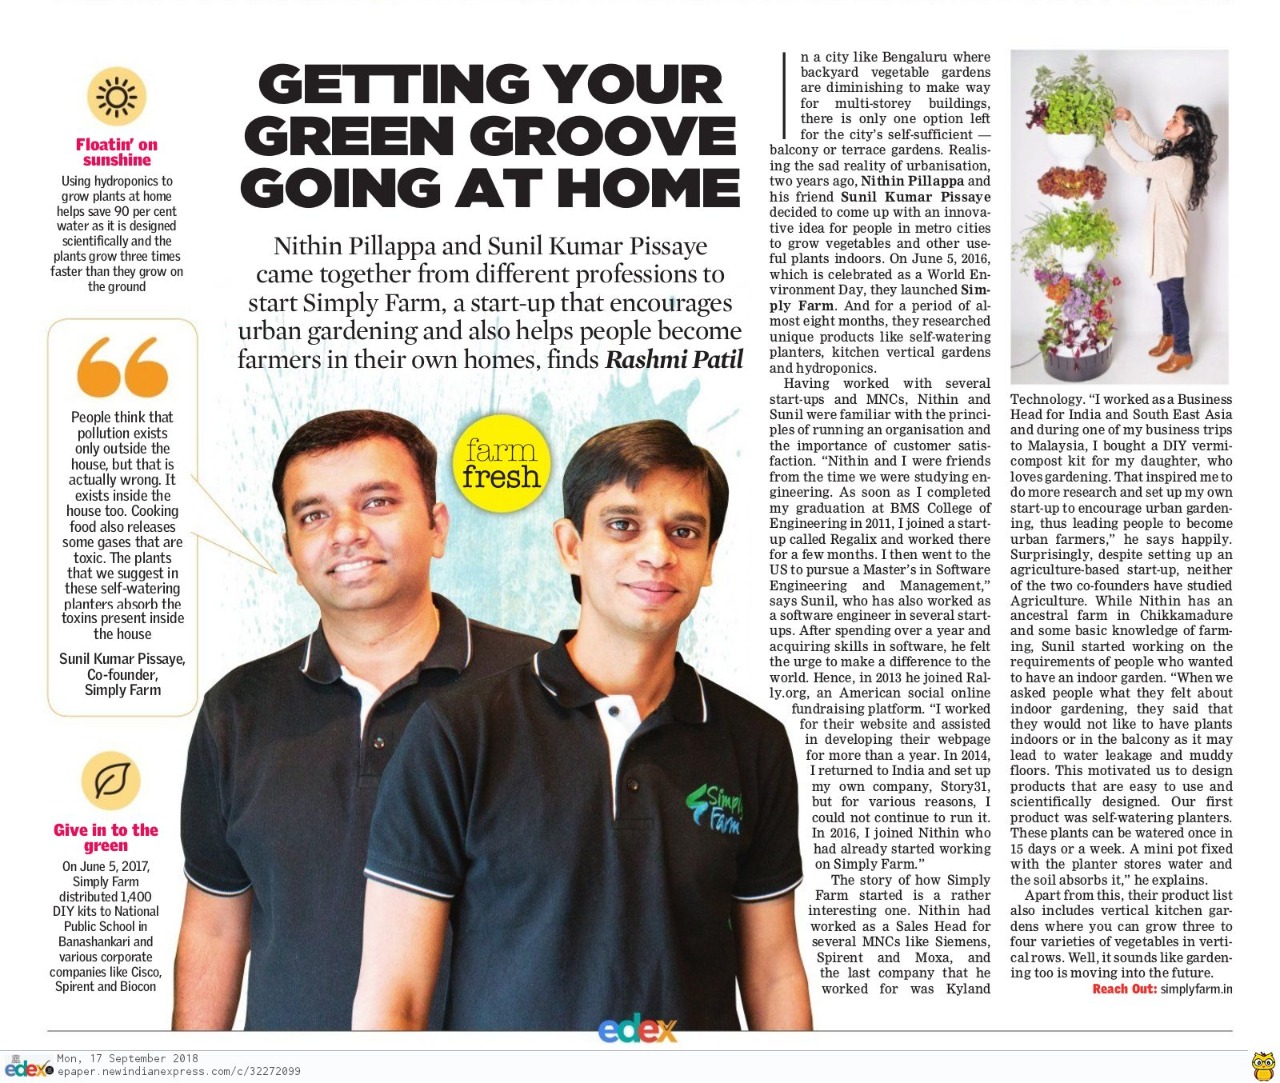 Floatin' on
sunshine
Using hydroponics to
grow plants at home
helps save 90 per cent
water as it is designed
scientifically and the
plants grow three times
faster than they grow on
the ground
People think that
pollution exists
only outside the
house, but that is
actually wrong. It
exists inside the
house too. Cooking
food also releases
some gases that are
toxic. The plants
that we suggest in
these self-watering
planters absorb the
toxins present inside
the house
Sunil Kumar Pissaye,
Co-founder,
Simply Farm
Give in to the
green
On June 5, 2017,
Simply Farm
distributed 1,400
DIY kits to National
Public School in
Banashankari and
various corporate
companies like Cisco,
Spirent and Biocon
GETTING YOUR
GREEN GROOVE
GOING AT HOME
Nithin Pillappa and Sunil Kumar Pissaye
came together from different professions to
start Simply Farm, a start-up that encourages
urban gardening and also helps people become
farmers in their own homes, finds Rashmi Patil
farm
fresh
Simply
Farm
In a city like Bengaluru where
backyard vegetable gardens
are diminishing to make way
for multi-storey buildings,
there is only one option left
for the city's self-sufficient —
balcony or terrace gardens. Realis-
ing the sad reality of urbanisation,
two years ago, Nithin Pillappa and
his friend Sunil Kumar Pissaye
decided to come up with an innova-
tive idea for people in metro cities
to grow vegetables and other use-
ful plants indoors. On June 5, 2016,
which is celebrated as a World En-
vironment Day, they launched Sim-
ply Farm. And for a period of al-
most eight months, they researched
unique products like self-watering
planters, kitchen vertical gardens
and hydroponics.
Having worked with several
start-ups and MNCs, Nithin and
Sunil were familiar with the princi-
ples of running an organisation and
the importance of customer satis-
faction. “Nithin and I were friends
from the time we were studying en-
gineering. As soon as I completed
my graduation at BMS College of
Engineering in 2011, I joined a start-
up called Regalix and worked there
for a few months. I then went to the
US to pursue a Master's in Software
Engineering and Management,”
says Sunil, who has also worked as
a software engineer in several start-
ups. After spending over a year and
acquiring skills in software, he felt
the urge to make a difference to the
world. Hence, in 2013 he joined Ral-
ly.org, an American social online
fundraising platform. “I worked
for their website and assisted
in developing their webpage
for more than a year. In 2014,
I returned to India and set up
my own company, Story31,
but for various reasons, I
could not continue to run it.
In 2016, I joined Nithin who
had already started working
on Simply Farm.”
The story of how Simply
Farm started is a rather
interesting one. Nithin had
worked as a Sales Head for
several MNCs like Siemens,
Spirent and Moxa, and
the last company that he
worked for was Kyland
Technology. “I worked as a Business
Head for India and South East Asia
and during one of my business trips
to Malaysia, I bought a DIY vermi-
compost kit for my daughter, who
loves gardening. That inspired me to
do more research and set up my own
start-up to encourage urban garden-
ing, thus leading people to become
urban farmers,” he says happily.
Surprisingly, despite setting up an
agriculture-based start-up, neither
of the two co-founders have studied
Agriculture. While Nithin has an
ancestral farm in Chikkamadure
and some basic knowledge of farm-
ing, Sunil started working on the
requirements of people who wanted
to have an indoor garden. “When we
asked people what they felt about
indoor gardening, they said that
they would not like to have plants
indoors or in the balcony as it may
lead to water leakage and muddy
floors. This motivated us to design
products that are easy to use and
scientifically designed. Our first
product was self-watering planters.
These plants can be watered once in
15 days or a week. A mini pot fixed
with the planter stores water and
the soil absorbs it,” he explains.
Apart from this, their product list
also includes vertical kitchen gar-
dens where you can grow three to
four varieties of vegetables in verti-
cal rows. Well, it sounds like garden-
ing too is moving into the future.
Reach Out: simplyfarm.in
edex
edex
Mon, 17 September 2018
epaper.newindianexpress.com/c/32272099